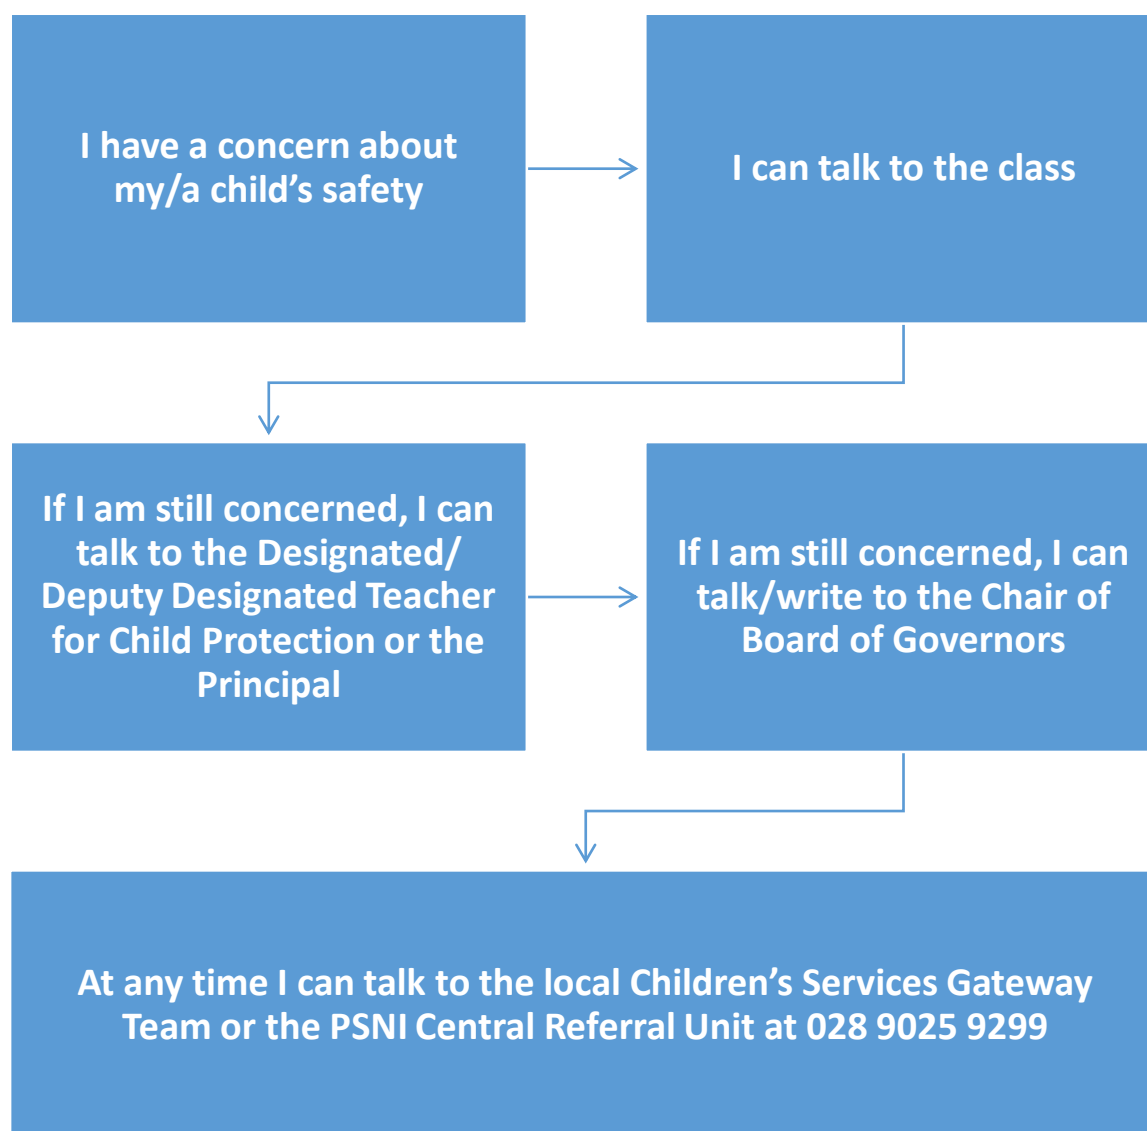 I have a concern about
my/a child’s safety
I can talk to the class
If I am still concerned, I can
talk to the Designated/
Deputy Designated Teacher
for Child Protection or the
Principal
If I am still concerned, I can
talk/write to the Chair of
Board of Governors
At any time I can talk to the local Children’s Services Gateway
Team or the PSNI Central Referral Unit at 028 9025 9299